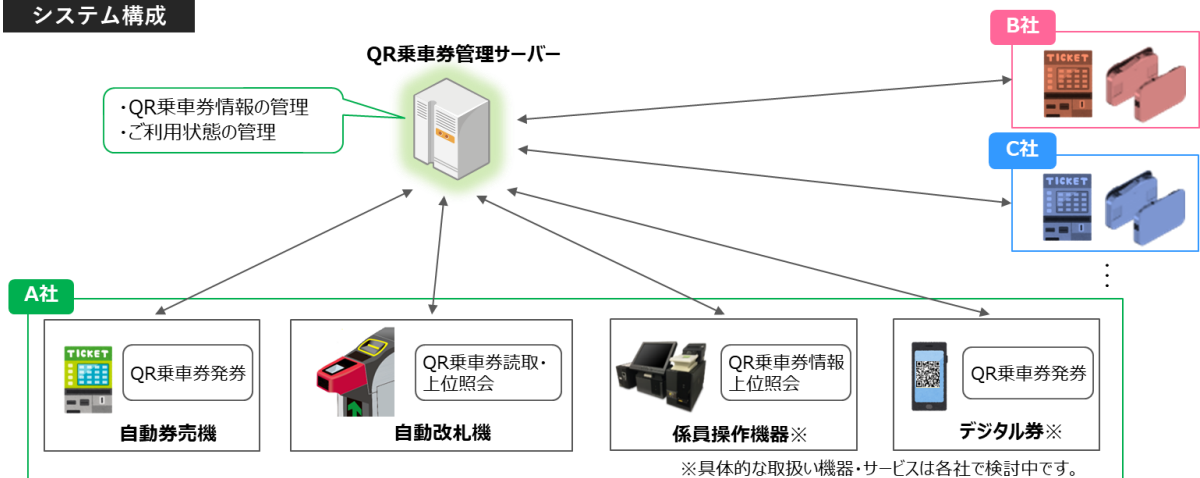 システム構成
QR乗車券管理サーバー
・QR乗車券情報の管理
・ご利用状態の管理
B社
TICKET
C社
TICKET
A社
TICKET
QR乗車券発券
自動券売機
QR乗車券読取・
上位照会
自動改札機
QR乗車券情報
上位照会
係員操作機器※
QR乗車券発券
デジタル券※
※具体的な取扱い機器・サービスは各社で検討中です。